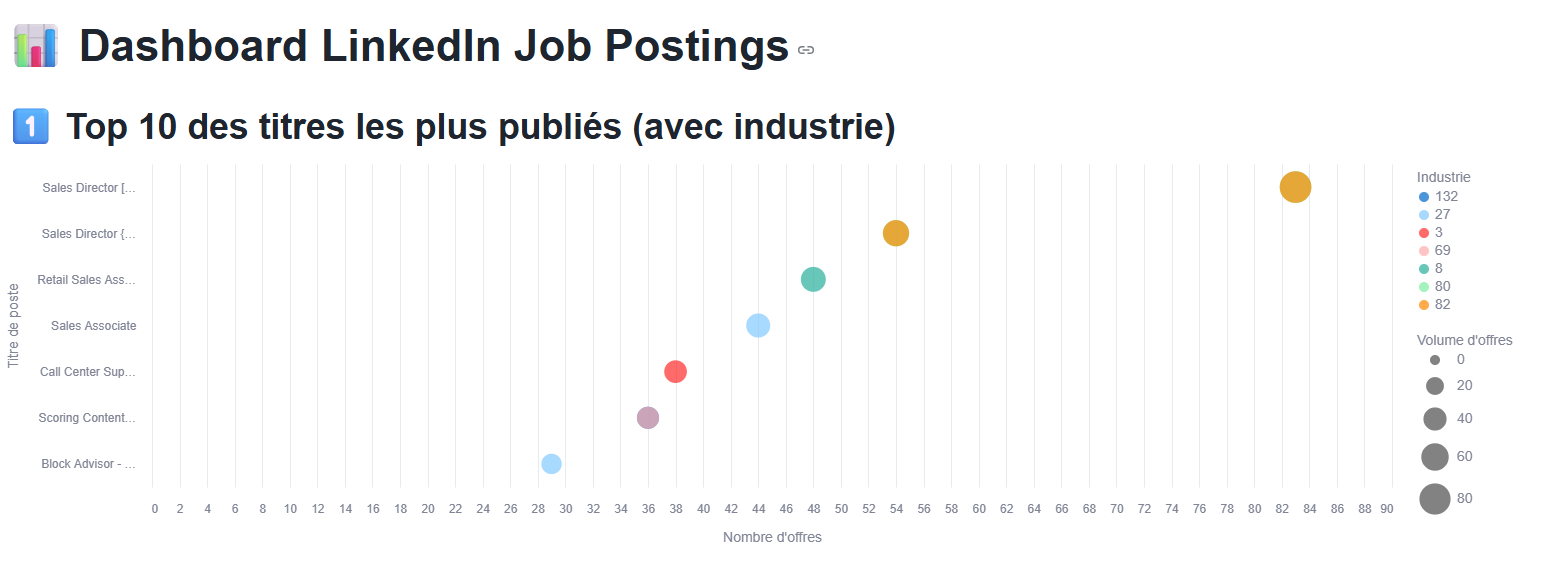 Dashboard LinkedIn Job Postings
1 Top 10 des titres les plus publiés (avec industrie)
Titre de poste
Sales Director [...
Sales Director {...
Retail Sales Ass...
Sales Associate
Call Center Sup...
Scoring Content...
Block Advisor - ...
0 2 4 6 8 10 12 14 16 18 20 22 24 26 28 30 32 34 36 38 40 42 44 46 48 50 52 54 56 58 60 62 64 66 68 70 72 74 76 78 80 82 84 86 88 90
Nombre d'offres
Industrie
132
27
3
69
8
80
82
Volume d'offres
0
20
40
60
80